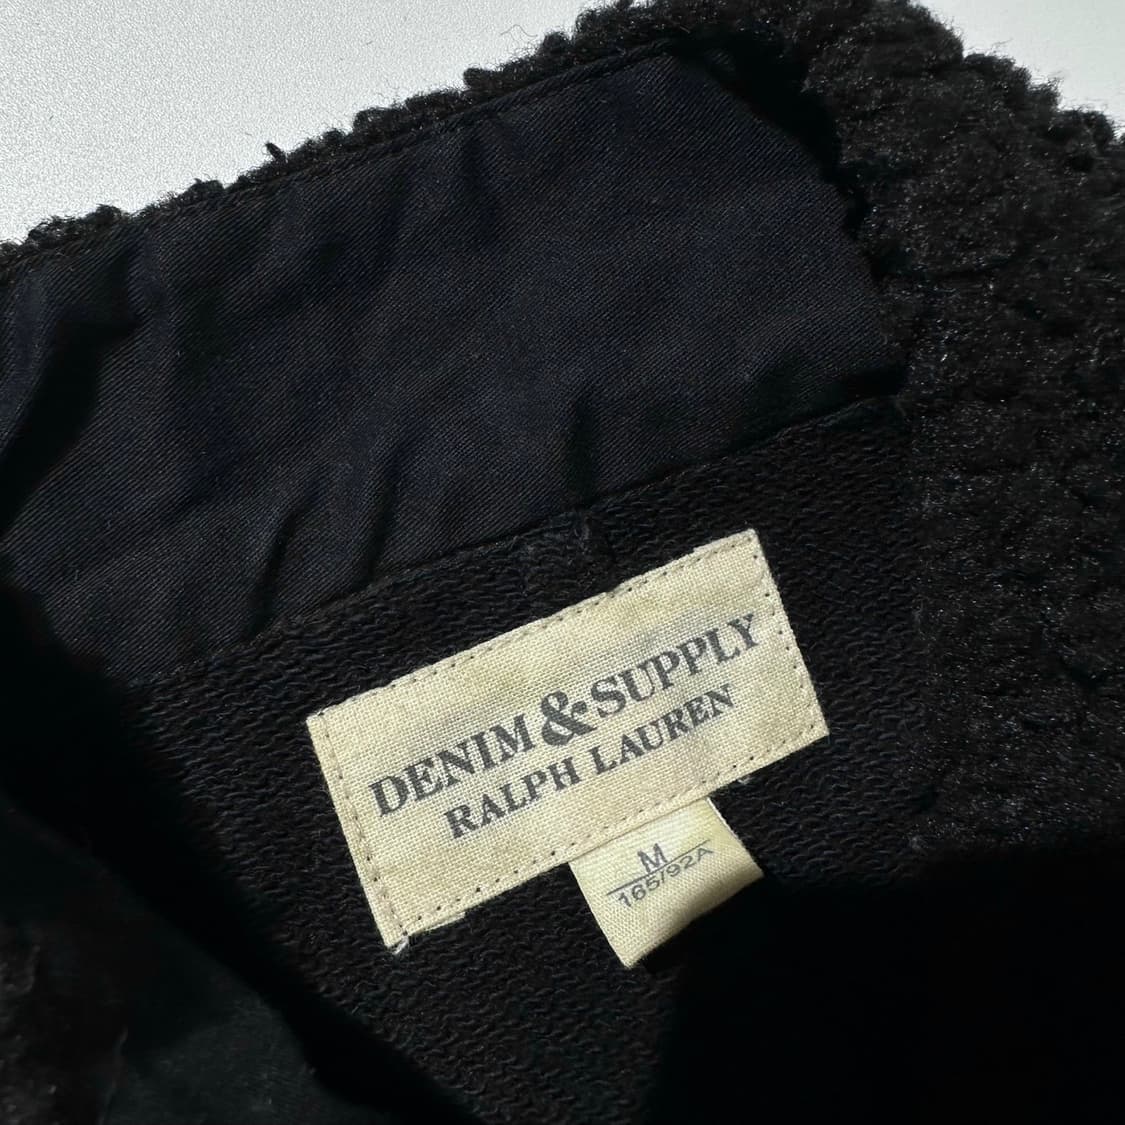 DENIM & SUPPLY
RALPH LAUREN
M
165/92A